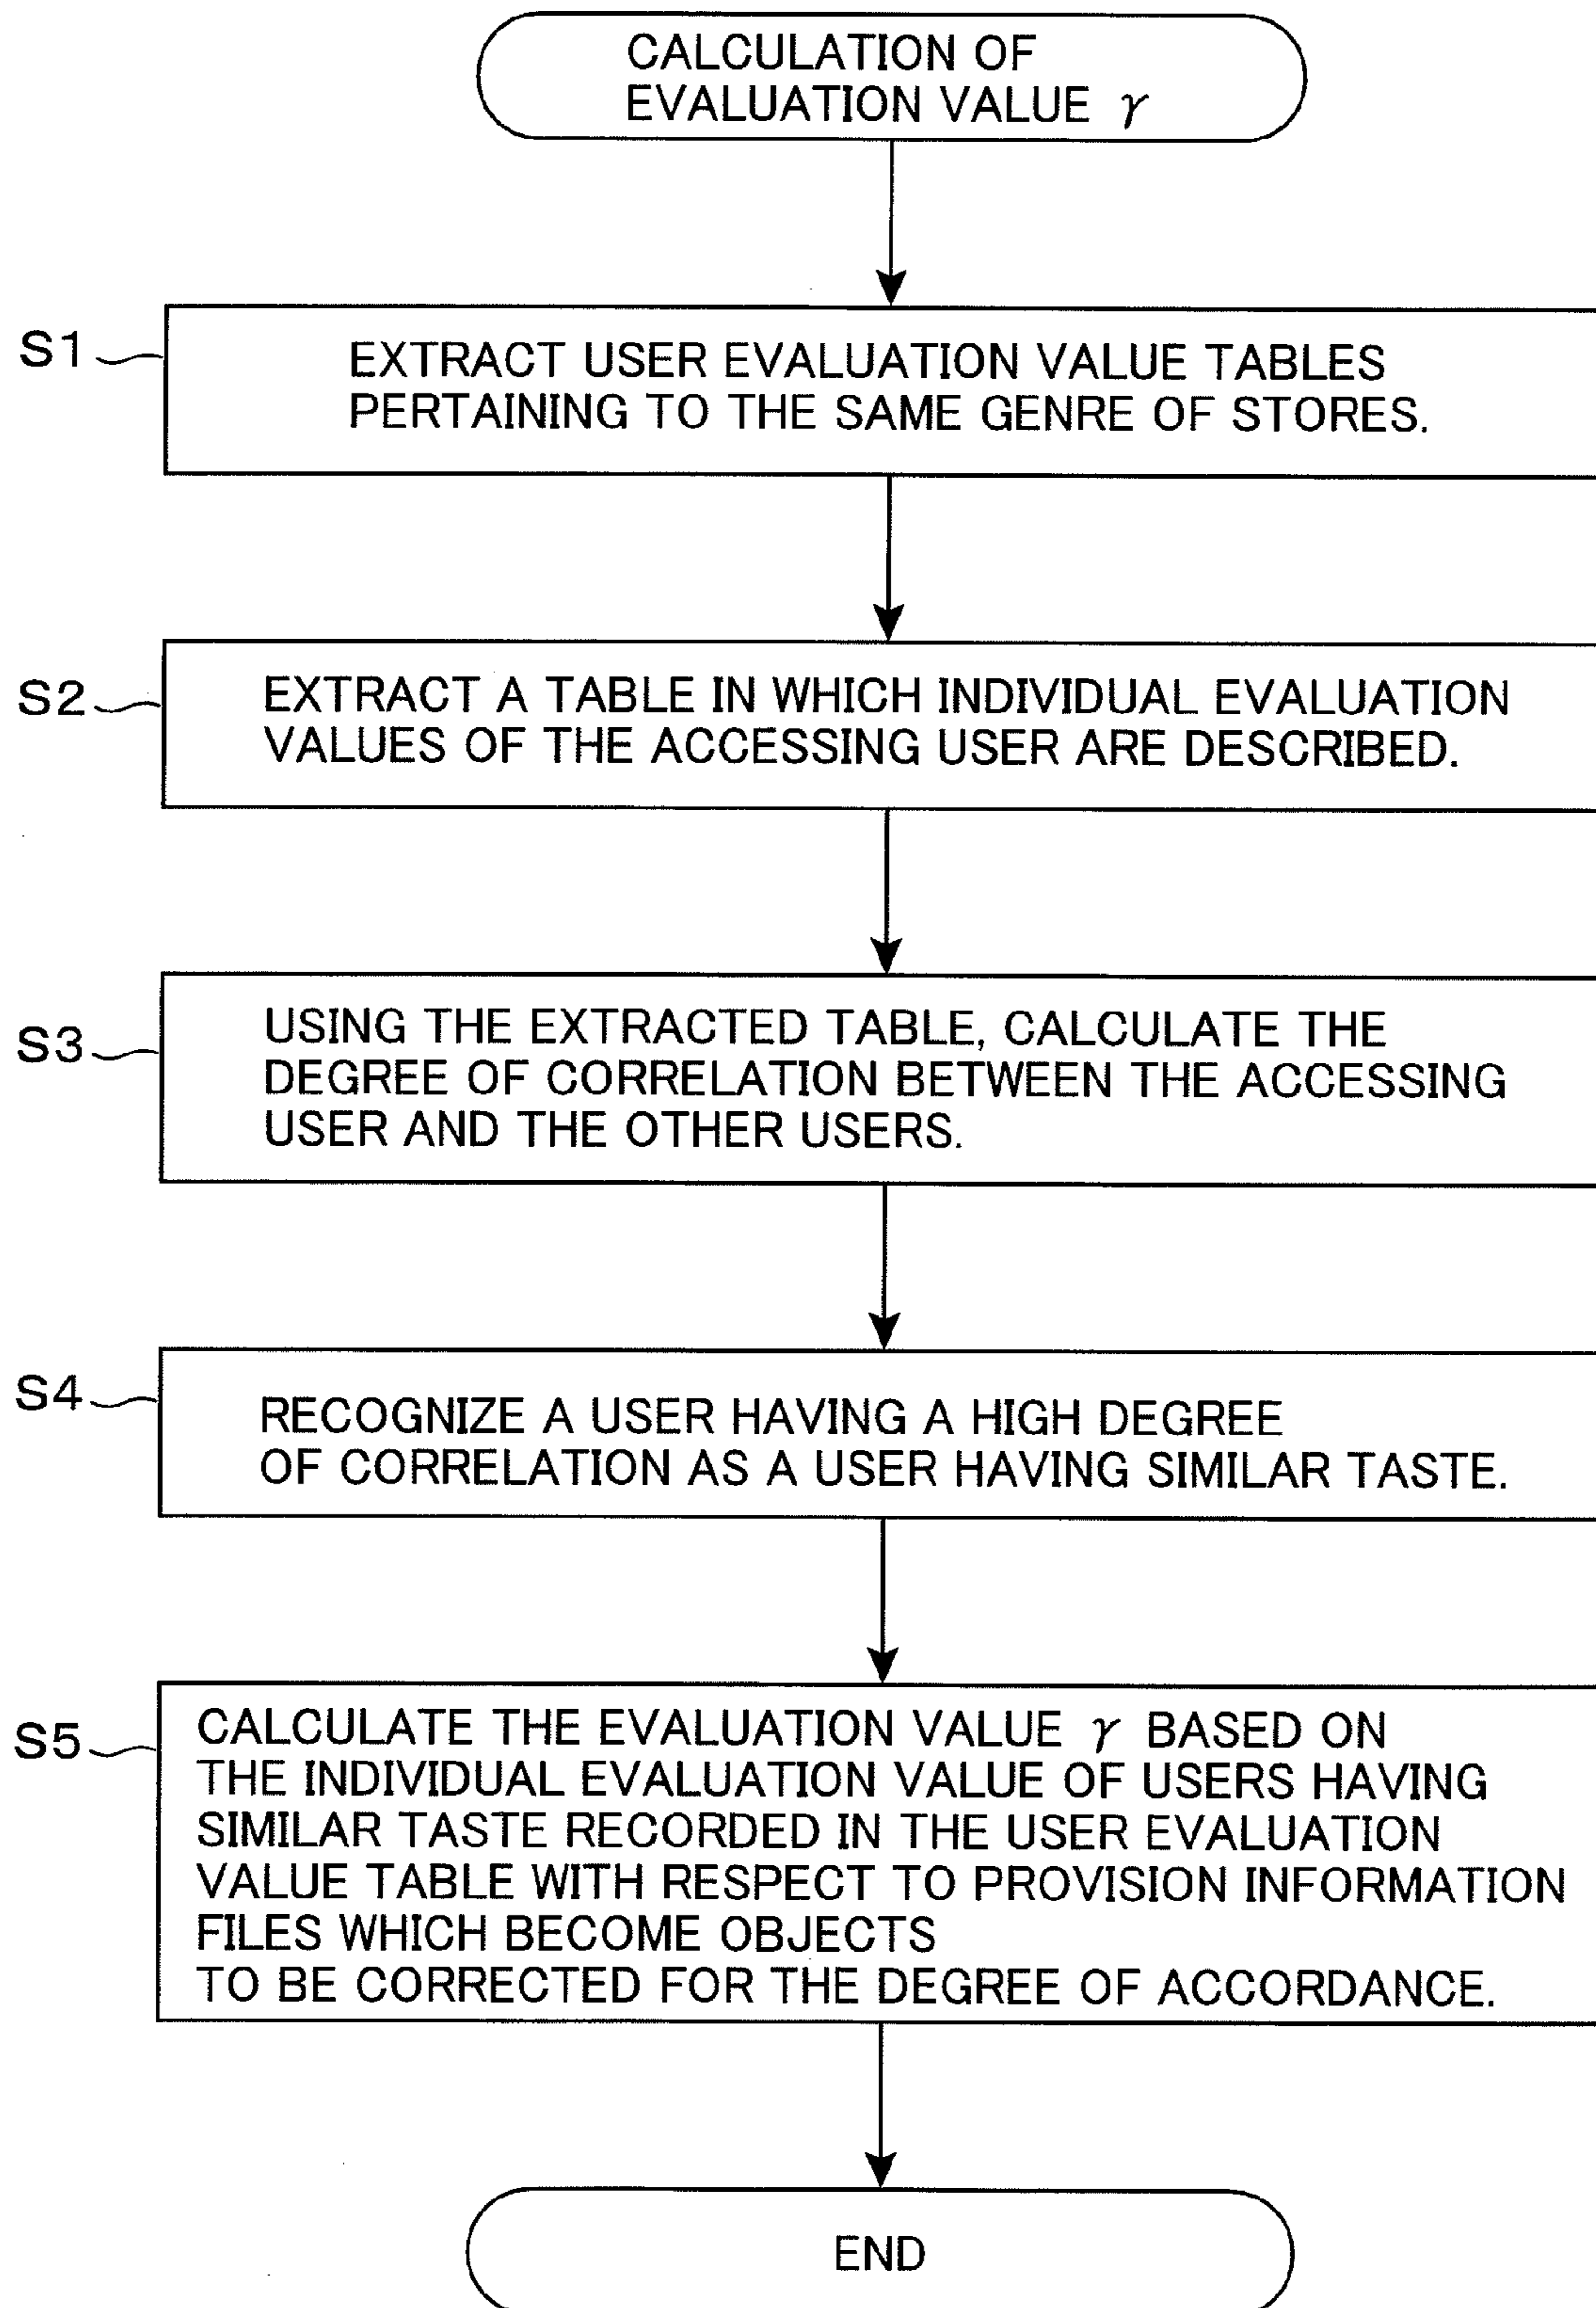 CALCULATION OF
EVALUATION VALUE γ
S1
EXTRACT USER EVALUATION VALUE TABLES
PERTAINING TO THE SAME GENRE OF STORES.
S2
EXTRACT A TABLE IN WHICH INDIVIDUAL EVALUATION
VALUES OF THE ACCESSING USER ARE DESCRIBED.
S3
USING THE EXTRACTED TABLE, CALCULATE THE
DEGREE OF CORRELATION BETWEEN THE ACCESSING
USER AND THE OTHER USERS.
S4
RECOGNIZE A USER HAVING A HIGH DEGREE
OF CORRELATION AS A USER HAVING SIMILAR TASTE.
S5
CALCULATE THE EVALUATION VALUE γ BASED ON
THE INDIVIDUAL EVALUATION VALUE OF USERS HAVING
SIMILAR TASTE RECORDED IN THE USER EVALUATION
VALUE TABLE WITH RESPECT TO PROVISION INFORMATION
FILES WHICH BECOME OBJECTS
TO BE CORRECTED FOR THE DEGREE OF ACCORDANCE.
END